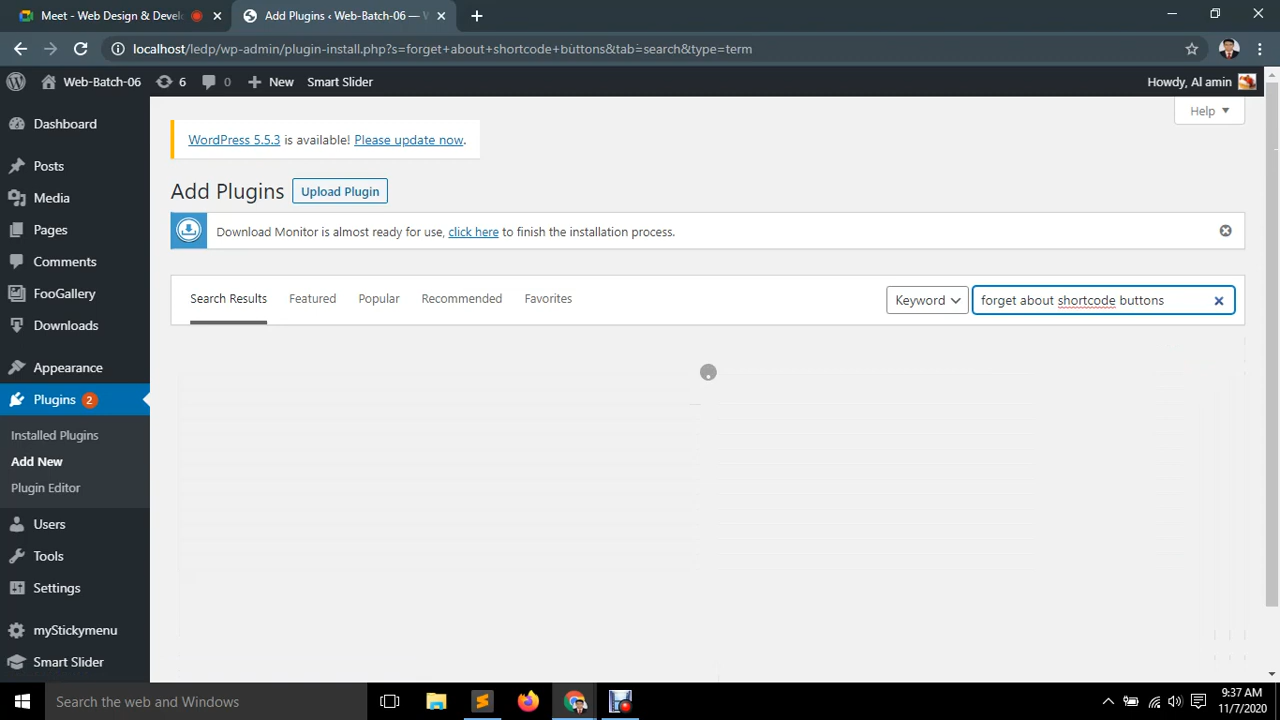 Meet - Web Design & Develo
Add Plugins ‹ Web-Batch-06 — W
localhost/ledp/wp-admin/plugin-install.php?s=forget+about+shortcode+buttons&tab=search&type=term
Web-Batch-06
6
0
New
Smart Slider
Howdy, Al amin
Help
WordPress 5.5.3 is available! Please update now.
Add Plugins
Upload Plugin
Download Monitor is almost ready for use, click here to finish the installation process.
Search Results
Featured
Popular
Recommended
Favorites
Keyword
forget about shortcode buttons
Dashboard
Posts
Media
Pages
Comments
FooGallery
Downloads
Appearance
Plugins 2
Installed Plugins
Add New
Plugin Editor
Users
Tools
Settings
myStickymenu
Smart Slider
Search the web and Windows
9:37 AM
11/7/2020